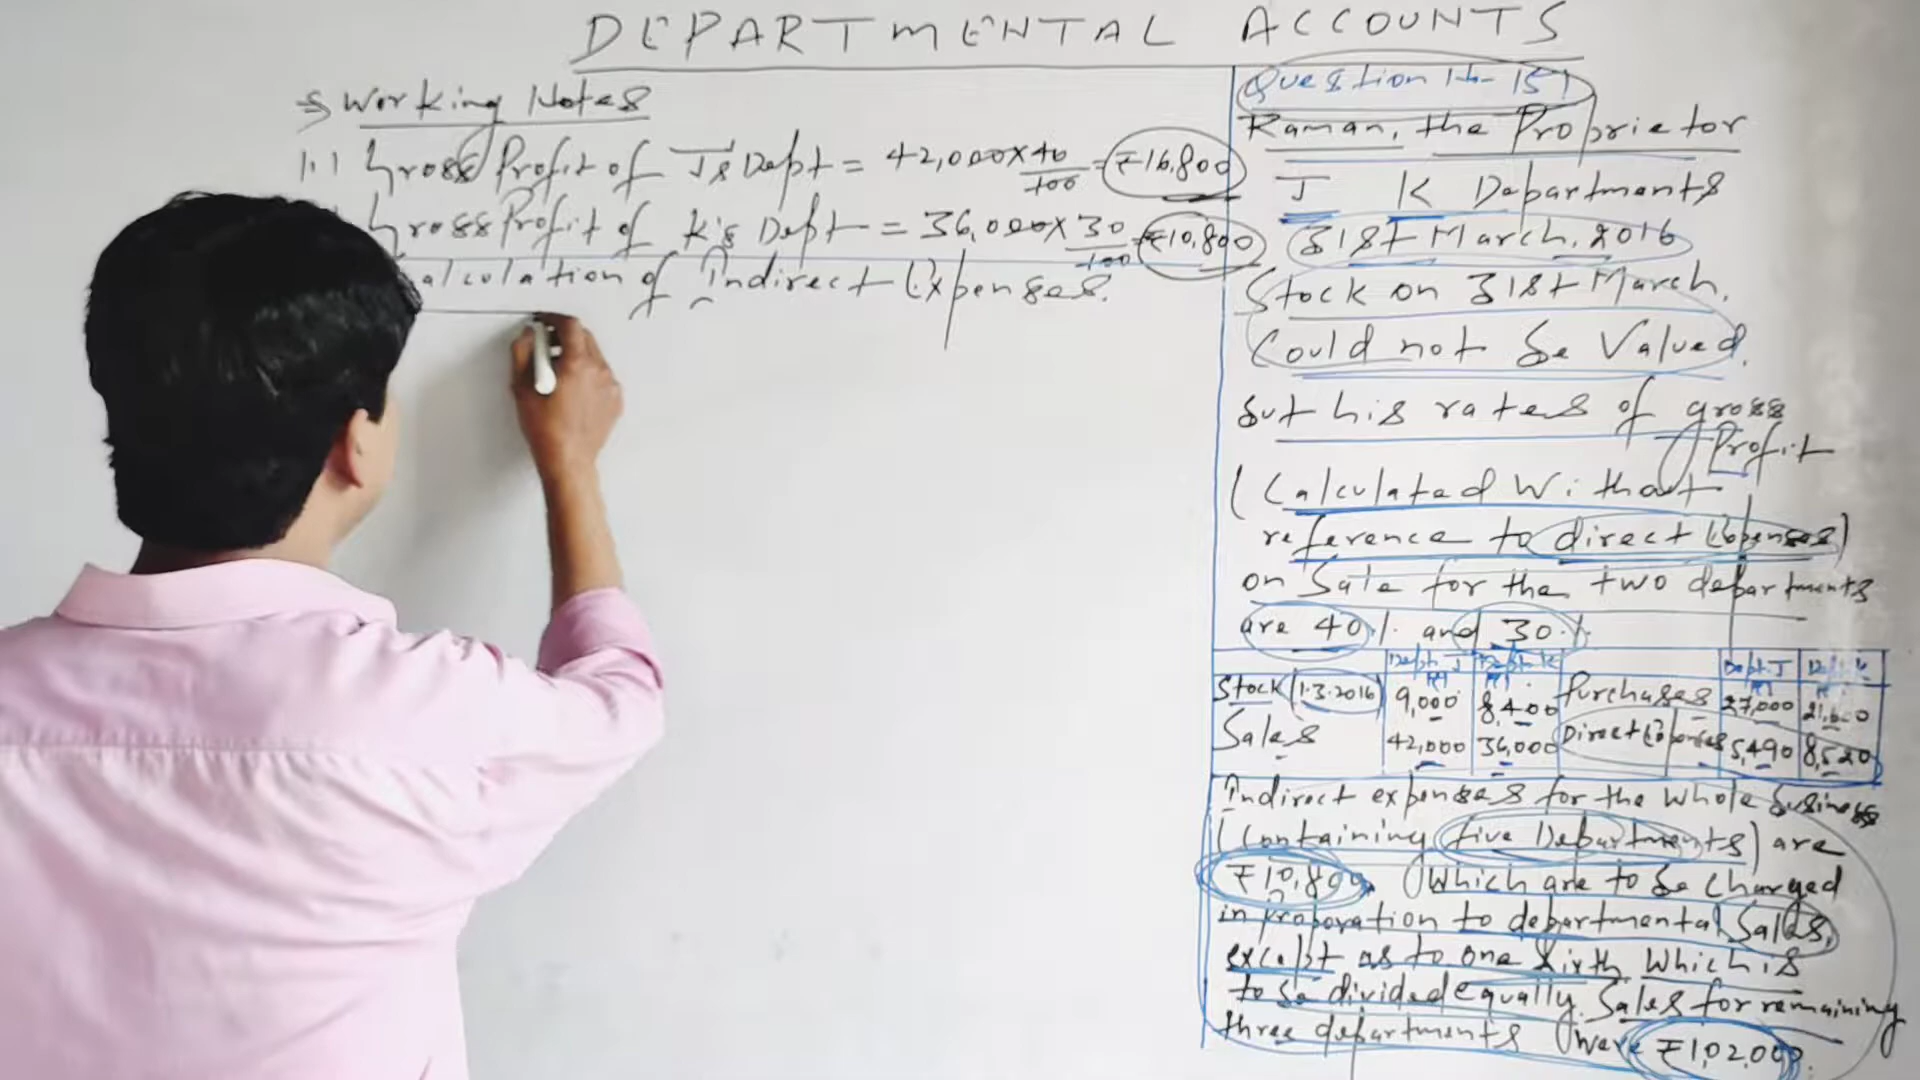 DEPARTMENTAL ACCOUNTS
→ Working Notes
1.) Gross Profit of J's Dept = 42,000 × 40/100 = ₹16,800
Gross Profit of K's Dept = 36,000 × 30/100 = ₹10,800
alculation of Indirect Expenses.
Question N- 15)
Raman, the Proprietor
J K Departments
31st March, 2016
Stock on 31st March.
Could not be Valued.
but his rates of gross
Profit
(Calculated Without
reference to direct Expenses)
on Sale for the two departments
are 40% and 30%.
Dept J Dept K Dept J Dept K
Stock (1.3.2016) 9,000 8,400 Purchases 27,000 21,600
Sales 42,000 36,000 Direct Expenses 5,490 8,520
Indirect expenses for the whole business
(Containing five Departments) are
₹10,800. Which are to be charged
in proporation to departmental Sales,
except as to one sixth Which is
to be divided equally. Sales for remaining
three departments were ₹1,02,000.